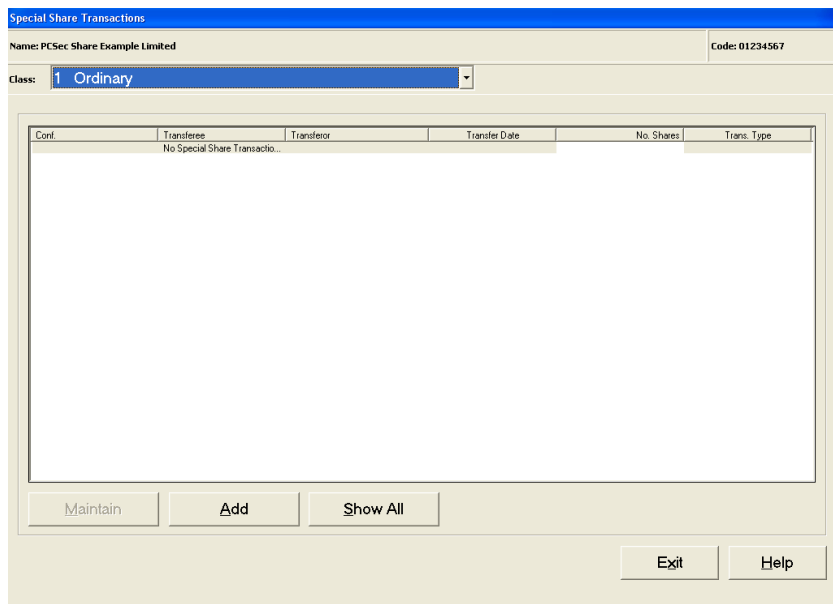 Special Share Transactions
Name: PCSec Share Example Limited Code: 01234567
Class: 1 Ordinary
Conf. Transferee Transferor Transfer Date No. Shares Trans. Type
No Special Share Transactio...
Maintain Add Show All
Exit Help